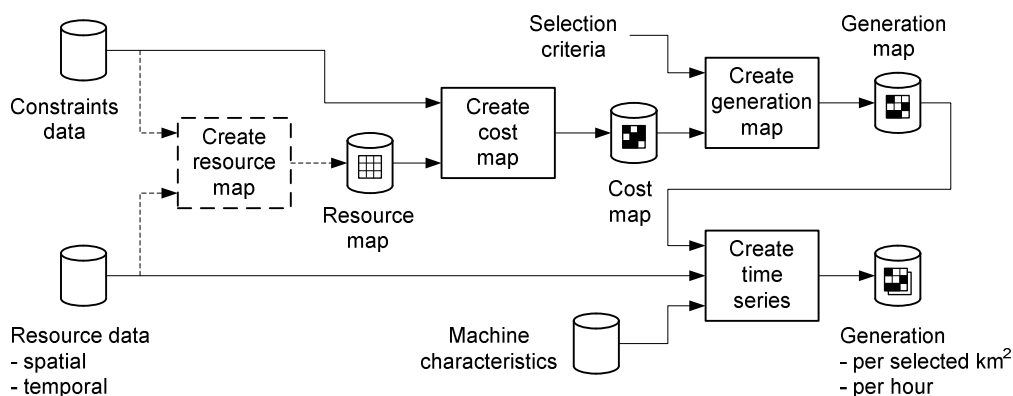 Constraints
data
Create
resource
map
Resource
map
Create
cost
map
Selection
criteria
Cost
map
Create
generation
map
Generation
map
Resource data
- spatial
- temporal
Machine
characteristics
Create
time
series
Generation
- per selected km²
- per hour